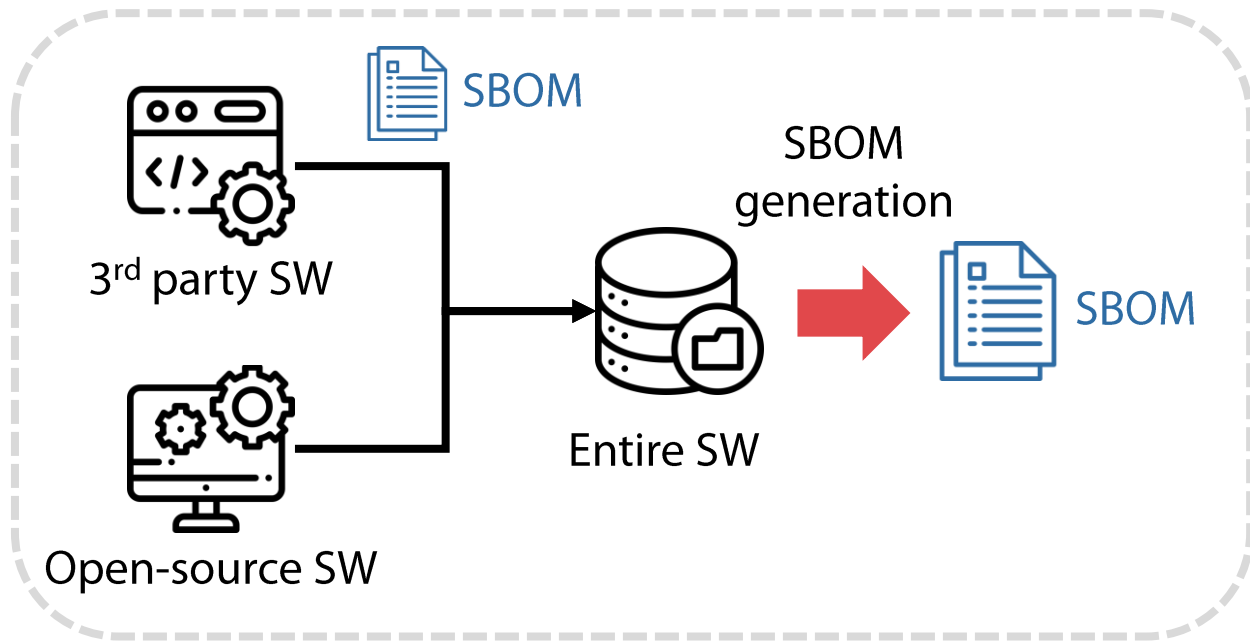 SBOM
3rd party SW
SBOM
generation
SBOM
Entire SW
Open-source SW